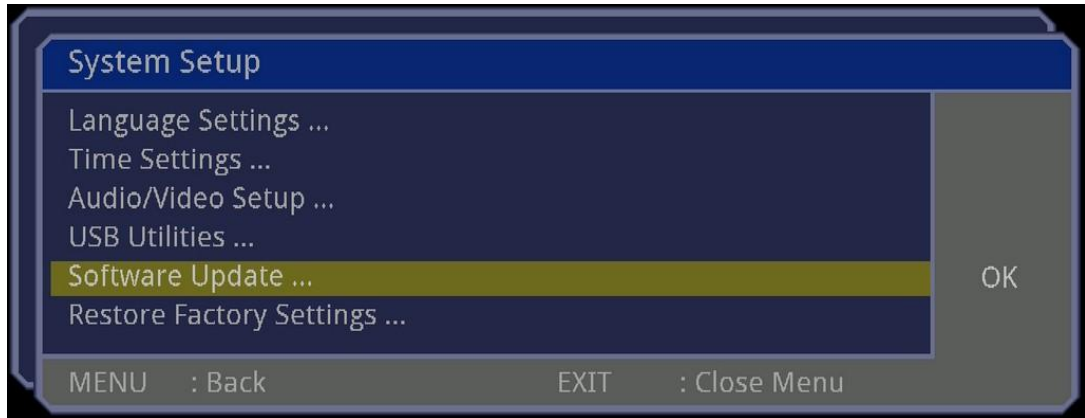 System Setup
Language Settings ...
Time Settings ...
Audio/Video Setup ...
USB Utilities ...
Software Update ...
OK
Restore Factory Settings ...
MENU : Back EXIT : Close Menu